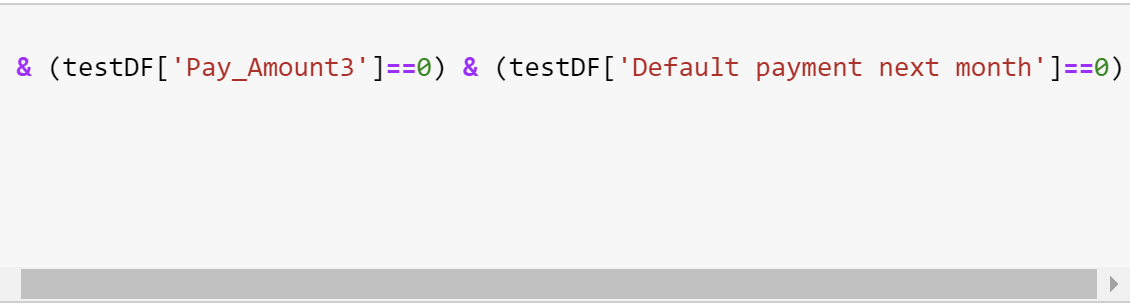 & (testDF['Pay_Amount3']==0) & (testDF['Default payment next month']==0)